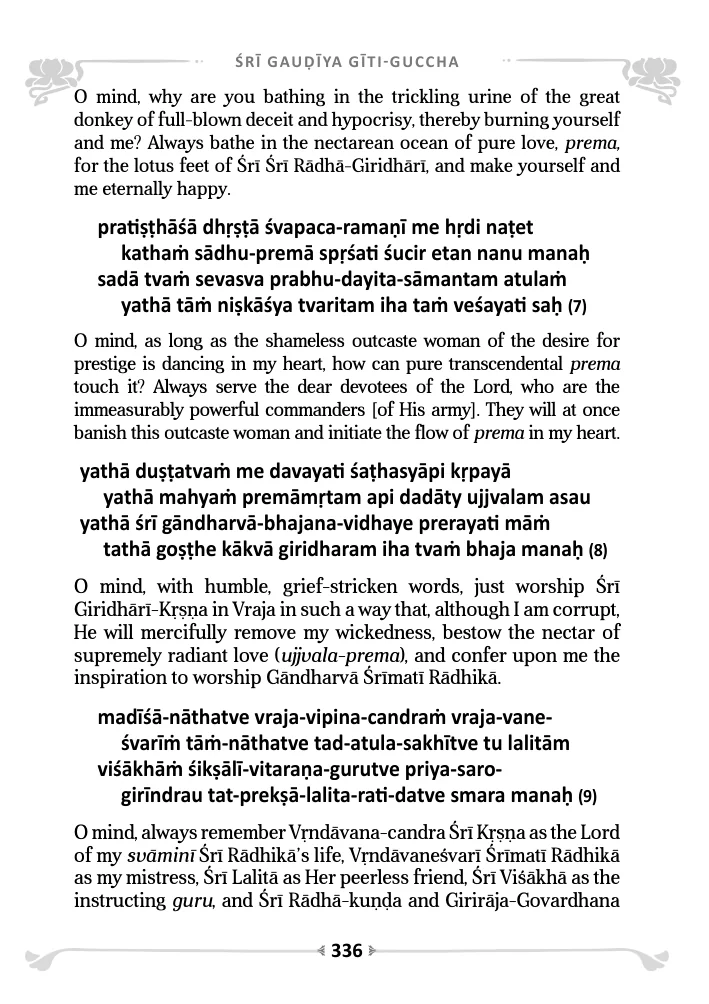 ŚRĪ GAUḌĪYA GĪTI-GUCCHA
O mind, why are you bathing in the trickling urine of the great
donkey of full-blown deceit and hypocrisy, thereby burning yourself
and me? Always bathe in the nectarean ocean of pure love, prema,
for the lotus feet of Śrī Śrī Rādhā-Giridhārī, and make yourself and
me eternally happy.
pratiṣṭhāśā dhṛṣṭā śvapaca-ramaṇī me hṛdi naṭet
kathaṁ sādhu-premā spṛśati śucir etan nanu manaḥ
sadā tvaṁ sevasva prabhu-dayita-sāmantam atulaṁ
yathā tāṁ niṣkāśya tvaritam iha taṁ veśayati saḥ (7)
O mind, as long as the shameless outcaste woman of the desire for
prestige is dancing in my heart, how can pure transcendental prema
touch it? Always serve the dear devotees of the Lord, who are the
immeasurably powerful commanders [of His army]. They will at once
banish this outcaste woman and initiate the flow of prema in my heart.
yathā duṣṭatvaṁ me davayati śaṭhasyāpi kṛpayā
yathā mahyaṁ premāmṛtam api dadāty ujjvalam asau
yathā śrī gāndharvā-bhajana-vidhaye prerayati māṁ
tathā goṣṭhe kākvā giridharam iha tvaṁ bhaja manaḥ (8)
O mind, with humble, grief-stricken words, just worship Śrī
Giridhārī-Kṛṣṇa in Vraja in such a way that, although I am corrupt,
He will mercifully remove my wickedness, bestow the nectar of
supremely radiant love (ujjvala-prema), and confer upon me the
inspiration to worship Gāndharvā Śrīmatī Rādhikā.
madīśā-nāthatve vraja-vipina-candraṁ vraja-vane-
śvarīṁ tāṁ-nāthatve tad-atula-sakhītve tu lalitām
viśākhāṁ śikṣālī-vitaraṇa-gurutve priya-saro-
girīndrau tat-prekṣā-lalita-rati-datve smara manaḥ (9)
O mind, always remember Vṛndāvana-candra Śrī Kṛṣṇa as the Lord
of my svāminī Śrī Rādhikā's life, Vṛndāvaneśvarī Śrīmatī Rādhikā
as my mistress, Śrī Lalitā as Her peerless friend, Śrī Viśākhā as the
instructing guru, and Śrī Rādhā-kuṇḍa and Girirāja-Govardhana
336